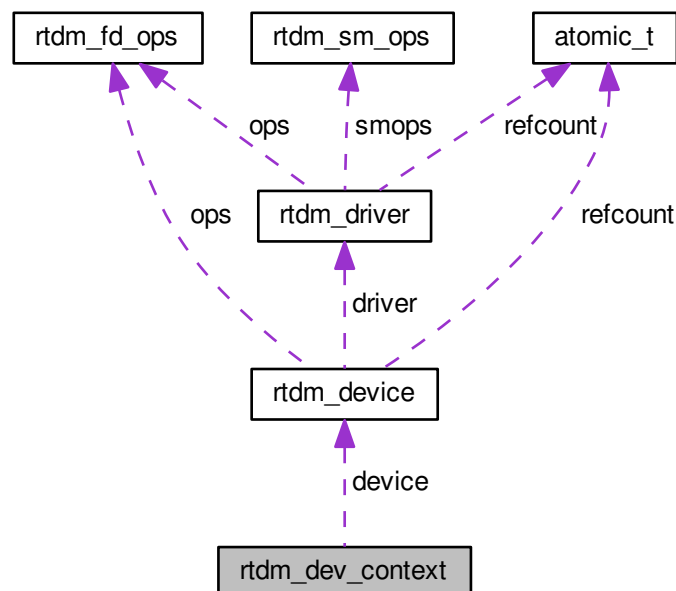 rtdm_fd_ops
rtdm_sm_ops
atomic_t
ops
smops
refcount
rtdm_driver
ops
refcount
driver
rtdm_device
device
rtdm_dev_context